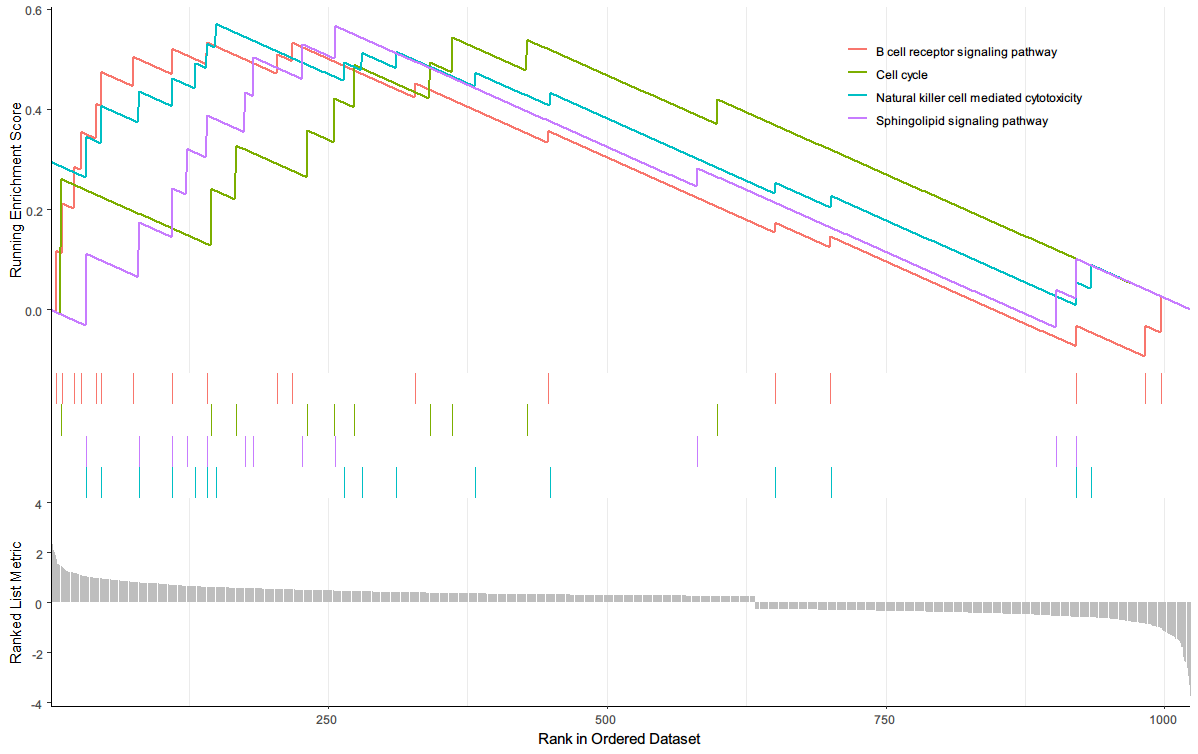 0.6
0.4
0.2
0.0
Running Enrichment Score
B cell receptor signaling pathway
Cell cycle
Natural killer cell mediated cytotoxicity
Sphingolipid signaling pathway
4
2
0
-2
-4
Ranked List Metric
250
500
750
1000
Rank in Ordered Dataset